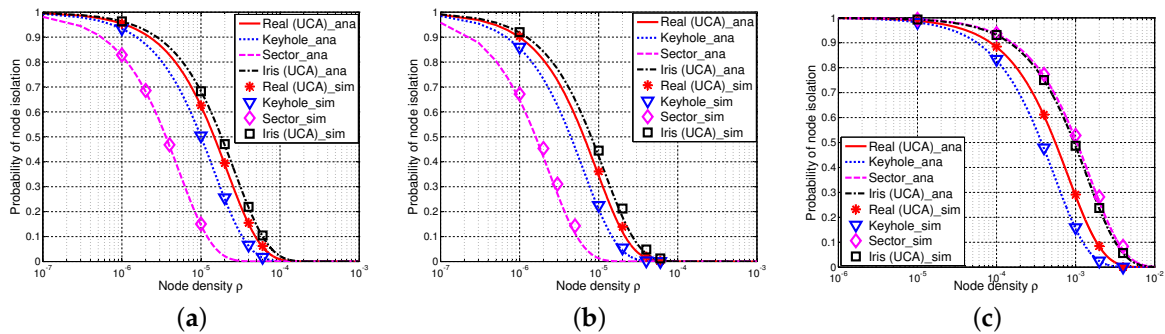 Probability of node isolation
1
0.9
0.8
0.7
0.6
0.5
0.4
0.3
0.2
0.1
0
Real (UCA)_ana
Keyhole_ana
Sector_ana
Iris (UCA)_ana
Real (UCA)_sim
Keyhole_sim
Sector_sim
Iris (UCA)_sim
10-7 10-6 10-5 10-4 10-3
Node density ρ
(a)
Probability of node isolation
1
0.9
0.8
0.7
0.6
0.5
0.4
0.3
0.2
0.1
0
Real (UCA)_ana
Keyhole_ana
Sector_ana
Iris (UCA)_ana
Real (UCA)_sim
Keyhole_sim
Sector_sim
Iris (UCA)_sim
10-7 10-6 10-5 10-4 10-3
Node density ρ
(b)
Probability of node isolation
1
0.9
0.8
0.7
0.6
0.5
0.4
0.3
0.2
0.1
0
Real (UCA)_ana
Keyhole_ana
Sector_ana
Iris (UCA)_ana
Real (UCA)_sim
Keyhole_sim
Sector_sim
Iris (UCA)_sim
10-6 10-5 10-4 10-3 10-2
Node density ρ
(c)